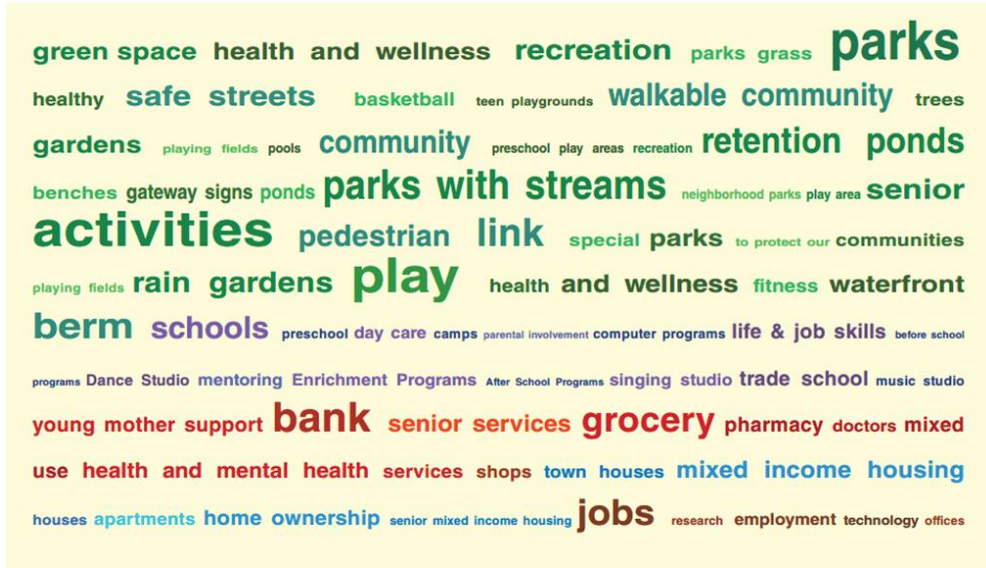 green space health and wellness recreation parks grass parks
healthy safe streets basketball teen playgrounds walkable community trees
gardens playing fields pools community preschool play areas recreation retention ponds
benches gateway signs ponds parks with streams neighborhood parks play area senior
activities pedestrian link special parks to protect our communities
playing fields rain gardens play health and wellness fitness waterfront
berm schools preschool day care camps parental involvement computer programs life & job skills before school
programs Dance Studio mentoring Enrichment Programs After School Programs singing studio trade school music studio
young mother support bank senior services grocery pharmacy doctors mixed
use health and mental health services shops town houses mixed income housing
houses apartments home ownership senior mixed income housing jobs research employment technology offices